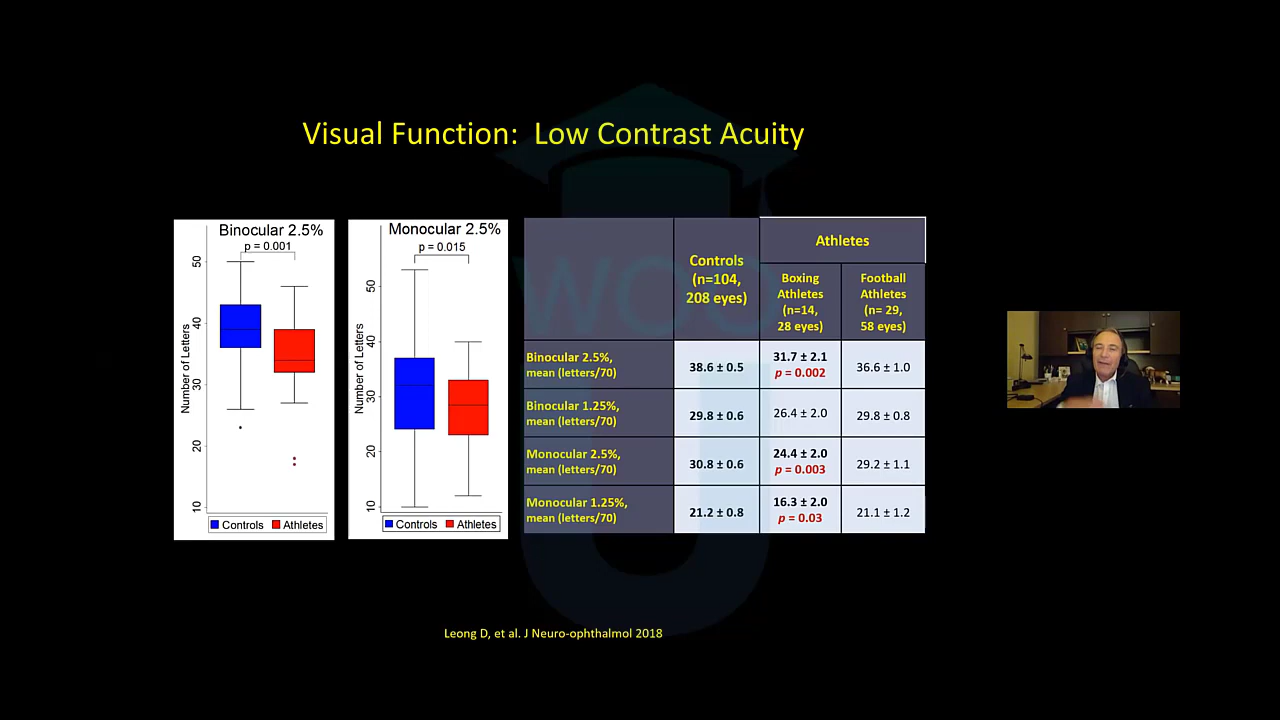 Visual Function: Low Contrast Acuity
Binocular 2.5%
p = 0.001
Number of Letters
50
40
30
20
10
Controls Athletes
Monocular 2.5%
p = 0.015
Number of Letters
50
40
30
20
10
Controls Athletes
Athletes
Controls
(n=104,
208 eyes)
Boxing
Athletes
(n=14,
28 eyes)
Football
Athletes
(n= 29,
58 eyes)
Binocular 2.5%,
mean (letters/70)
38.6 ± 0.5
31.7 ± 2.1
p = 0.002
36.6 ± 1.0
Binocular 1.25%,
mean (letters/70)
29.8 ± 0.6
26.4 ± 2.0
29.8 ± 0.8
Monocular 2.5%,
mean (letters/70)
30.8 ± 0.6
24.4 ± 2.0
p = 0.003
29.2 ± 1.1
Monocular 1.25%,
mean (letters/70)
21.2 ± 0.8
16.3 ± 2.0
p = 0.03
21.1 ± 1.2
WOO
U
Leong D, et al. J Neuro-ophthalmol 2018